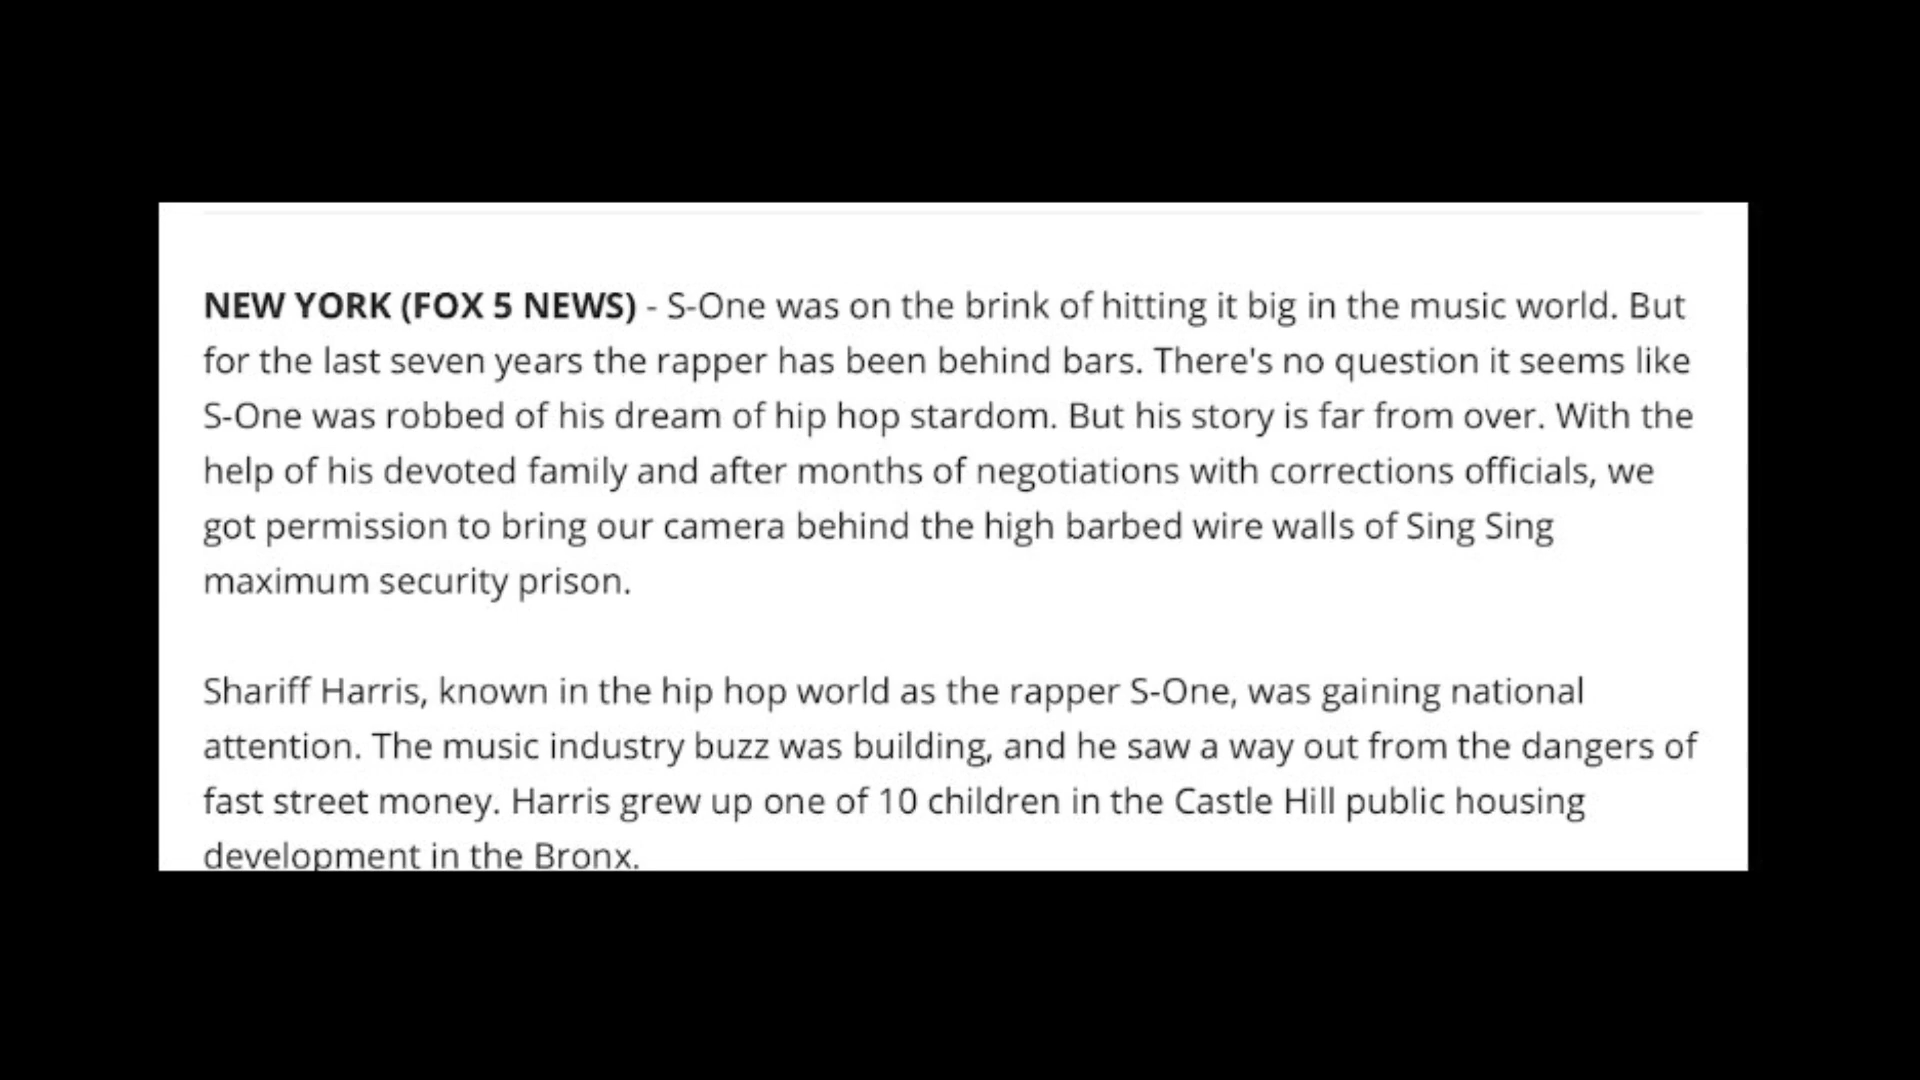 NEW YORK (FOX 5 NEWS) - S-One was on the brink of hitting it big in the music world. But
for the last seven years the rapper has been behind bars. There's no question it seems like
S-One was robbed of his dream of hip hop stardom. But his story is far from over. With the
help of his devoted family and after months of negotiations with corrections officials, we
got permission to bring our camera behind the high barbed wire walls of Sing Sing
maximum security prison.
Shariff Harris, known in the hip hop world as the rapper S-One, was gaining national
attention. The music industry buzz was building, and he saw a way out from the dangers of
fast street money. Harris grew up one of 10 children in the Castle Hill public housing
development in the Bronx.